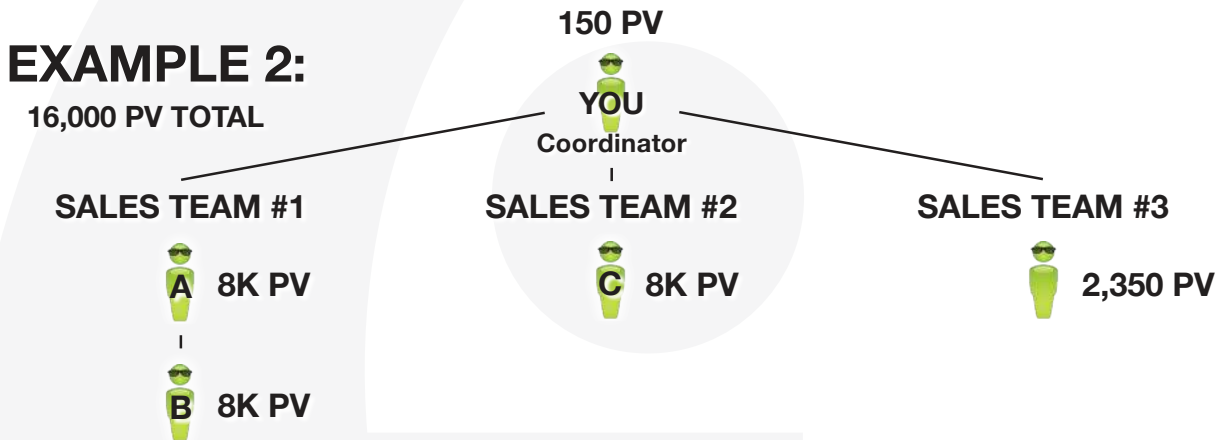 150 PV
EXAMPLE 2:
16,000 PV TOTAL
YOU
Coordinator
SALES TEAM #1
SALES TEAM #2
SALES TEAM #3
A 8K PV
C 8K PV
2,350 PV
B 8K PV